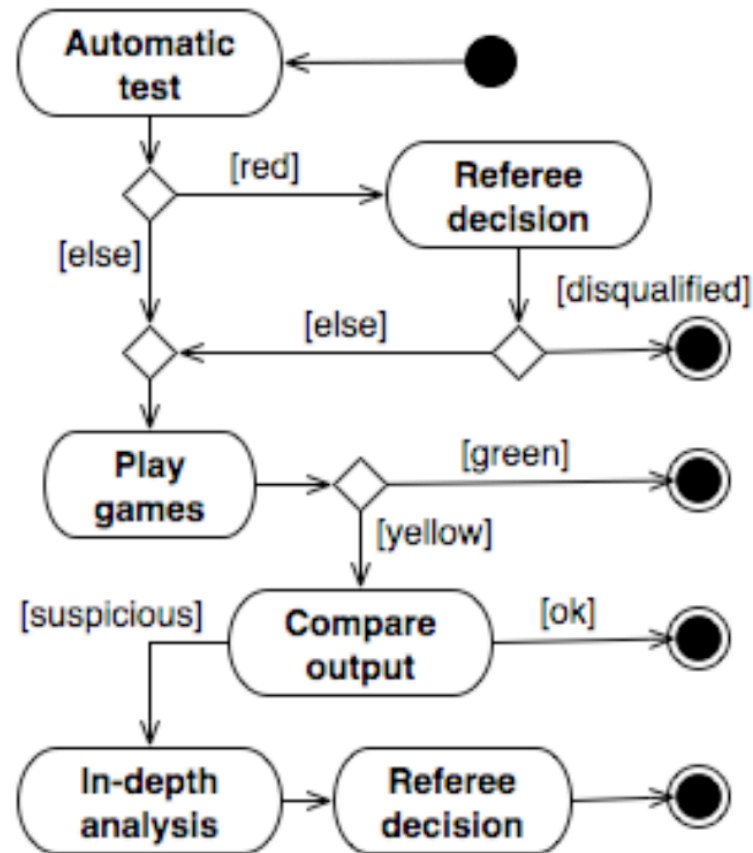 Automatic
test
[red]
Referee
decision
[else]
[disqualified]
[else]
Play
games
[green]
[yellow]
[suspicious]
Compare
output
[ok]
In-depth
analysis
Referee
decision